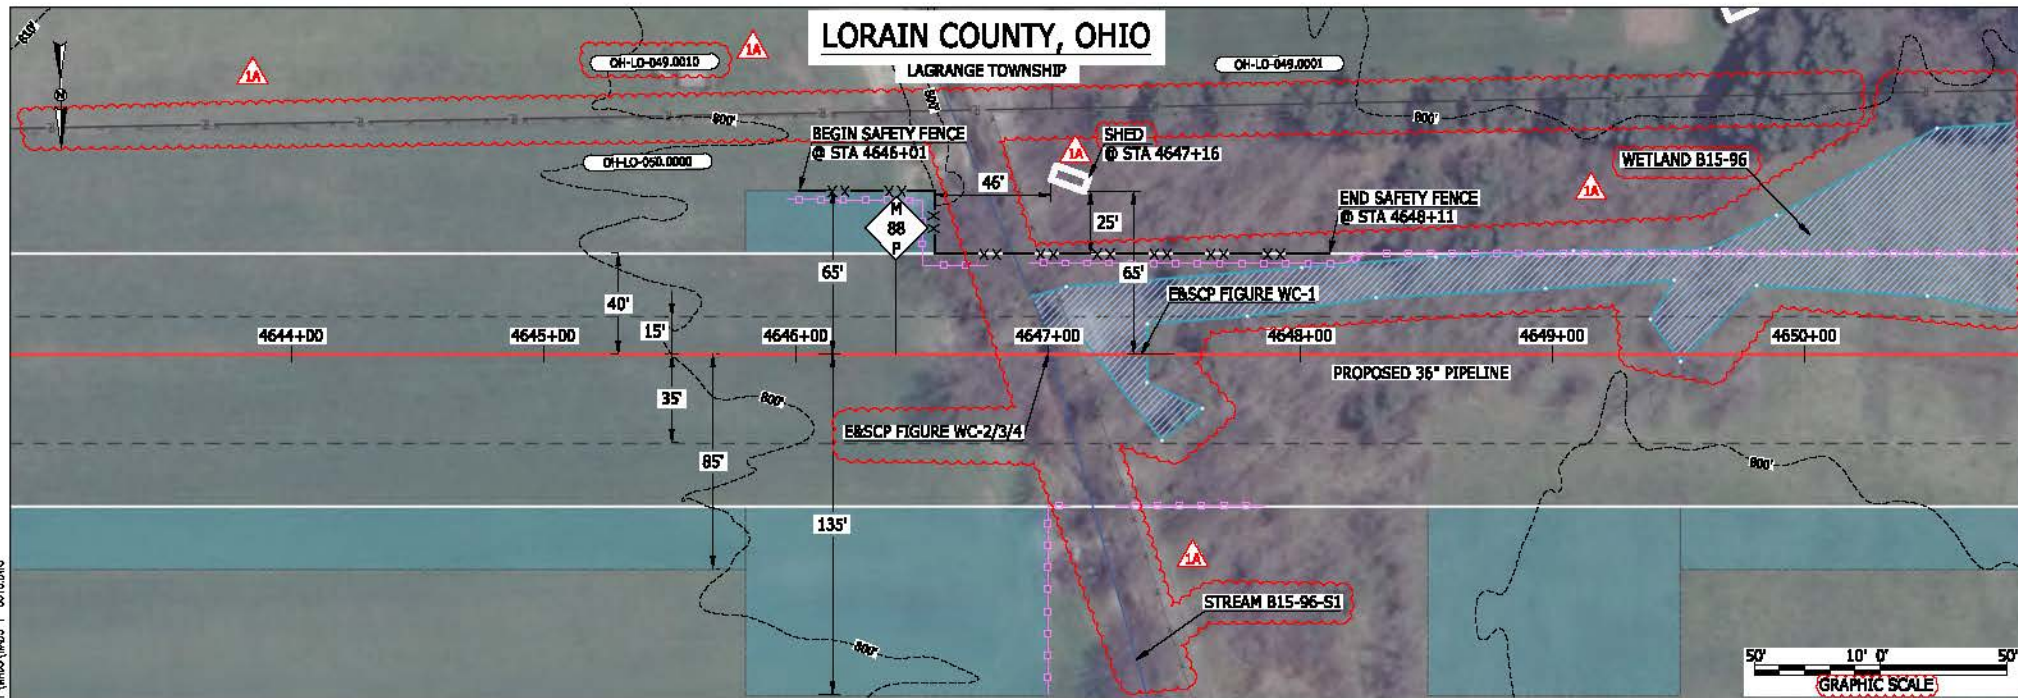 LORAIN COUNTY, OHIO
LAGRANGE TOWNSHIP
810'
N
1A
OH-LO-049.0010
1A
OH-LO-049.0001
800'
800'
800'
BEGIN SAFETY FENCE
@ STA 4646+01
1A
SHED
@ STA 4647+16
OH-LO-050.0000
WETLAND B15-96
1A
46'
END SAFETY FENCE
@ STA 4648+11
25'
M
88
P
65'
65'
40'
15'
E&SCP FIGURE WC-1
4644+00
4645+00
4646+00
4647+00
4648+00
4649+00
4650+00
PROPOSED 36" PIPELINE
35'
800'
E&SCP FIGURE WC-2/3/4
85'
800'
135'
1A
STREAM B15-96-S1
800'
50'
10'
0'
50'
GRAPHIC SCALE